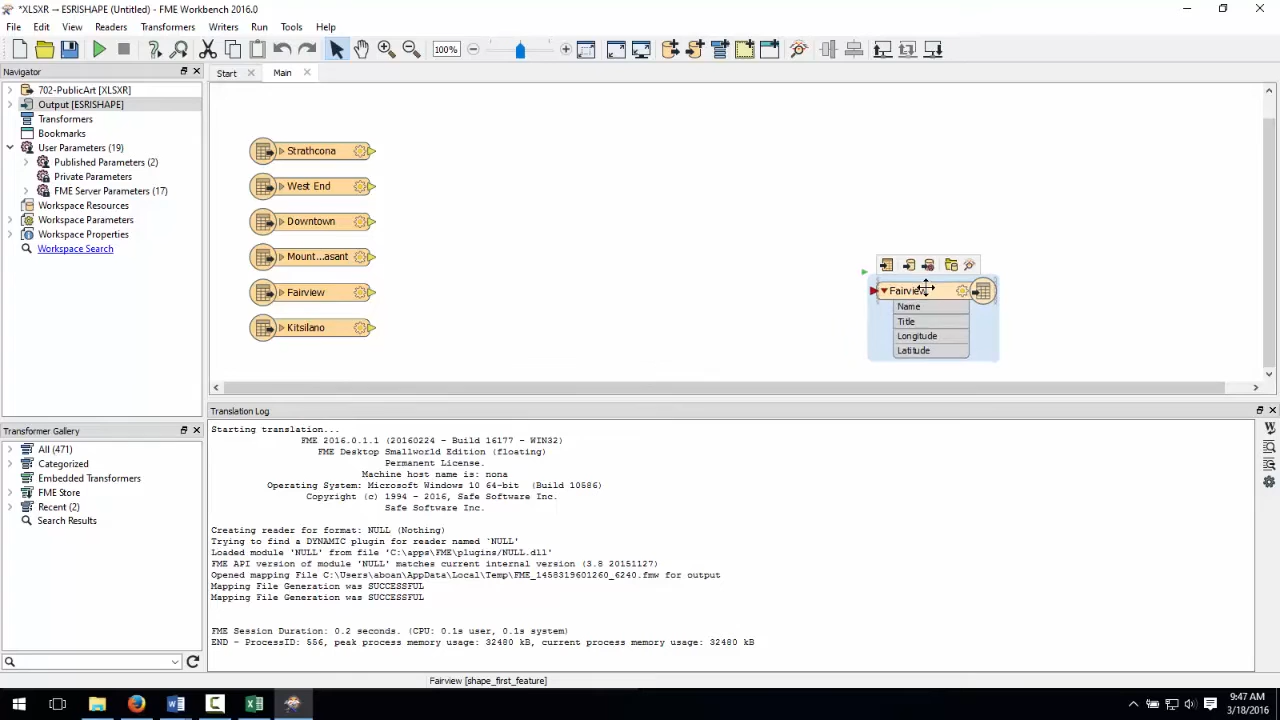 *XLSXR -- ESRISHAPE (Untitled) - FME Workbench 2016.0
File Edit View Readers Transformers Writers Run Tools Help
100%
Navigator
702-PublicArt [XLSXR]
Output [ESRISHAPE]
Transformers
Bookmarks
User Parameters (19)
Published Parameters (2)
Private Parameters
FME Server Parameters (17)
Workspace Resources
Workspace Parameters
Workspace Properties
Workspace Search
Transformer Gallery
All (471)
Categorized
Embedded Transformers
FME Store
Recent (2)
Search Results
Start Main
Strathcona
West End
Downtown
Mount...asant
Fairview
Kitsilano
Fairview
Name
Title
Longitude
Latitude
Translation Log
Starting translation...
FME 2016.0.1.1 (20160224 - Build 16177 - WIN32)
FME Desktop Smallworld Edition (floating)
Permanent License.
Machine host name is: nona
Operating System: Microsoft Windows 10 64-bit (Build 10586)
Copyright (c) 1994 - 2016, Safe Software Inc.
Safe Software Inc.
Creating reader for format: NULL (Nothing)
Trying to find a DYNAMIC plugin for reader named `NULL'
Loaded module 'NULL' from file 'C:\apps\FME\plugins/NULL.dll'
FME API version of module 'NULL' matches current internal version (3.8 20151127)
Opened mapping File C:\Users\aboan\AppData\Local\Temp\FME_1458319601260_6240.fmw for output
Mapping File Generation was SUCCESSFUL
Mapping File Generation was SUCCESSFUL
FME Session Duration: 0.2 seconds. (CPU: 0.1s user, 0.1s system)
END - ProcessID: 556, peak process memory usage: 32480 kB, current process memory usage: 32480 kB
Fairview [shape_first_feature]
9:47 AM
3/18/2016